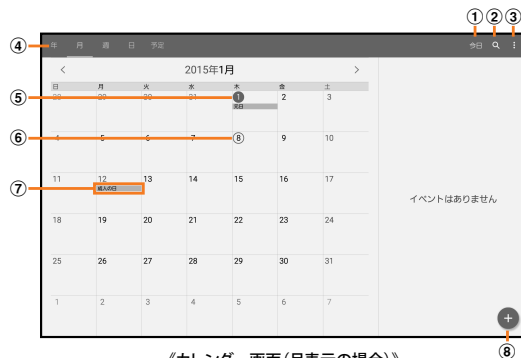 ① ② ③
④ 年 月 週 日 予定 今日
< 2015年1月 >
日 月 火 水 木 金 土
⑤ 28 29 30 31 1 2 3
元日
⑥ 4 5 6 7 ⑧ 9 10
11 12 13 14 15 16 17
⑦ 成人の日
イベントはありません
18 19 20 21 22 23 24
25 26 27 28 29 30 31
1 2 3 4 5 6 7
+
⑧
《カレンダー画面(月表示の場合)》